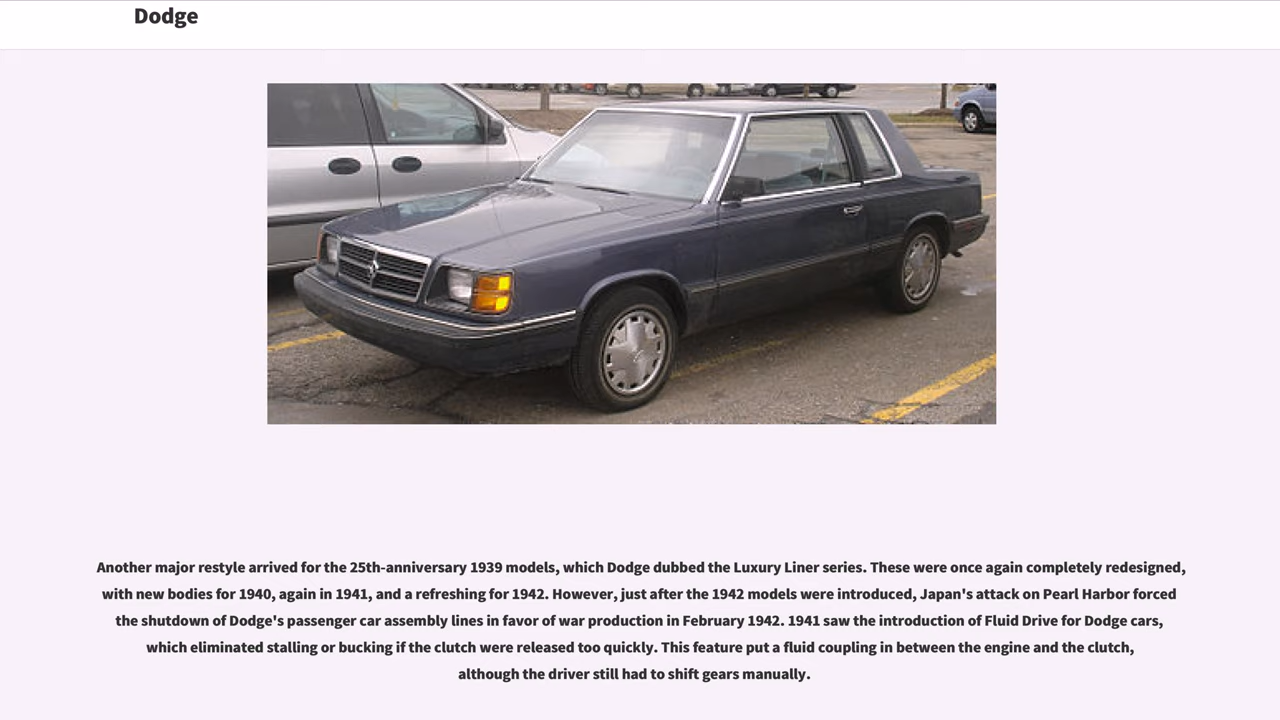 Dodge
Another major restyle arrived for the 25th-anniversary 1939 models, which Dodge dubbed the Luxury Liner series. These were once again completely redesigned,
with new bodies for 1940, again in 1941, and a refreshing for 1942. However, just after the 1942 models were introduced, Japan's attack on Pearl Harbor forced
the shutdown of Dodge's passenger car assembly lines in favor of war production in February 1942. 1941 saw the introduction of Fluid Drive for Dodge cars,
which eliminated stalling or bucking if the clutch were released too quickly. This feature put a fluid coupling in between the engine and the clutch,
although the driver still had to shift gears manually.